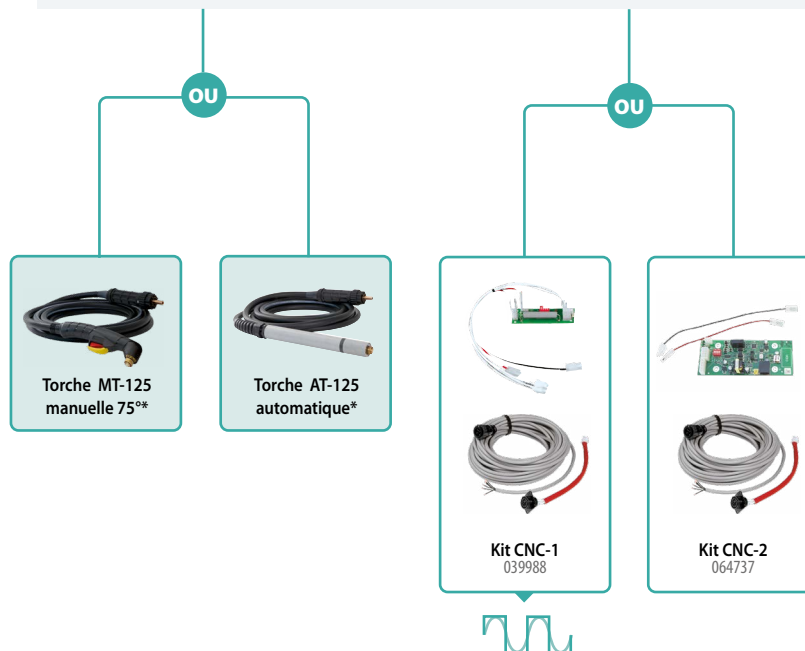 OU
OU
Torche MT-125
manuelle 75°*
Torche AT-125
automatique*
Kit CNC-1
039988
Kit CNC-2
064737